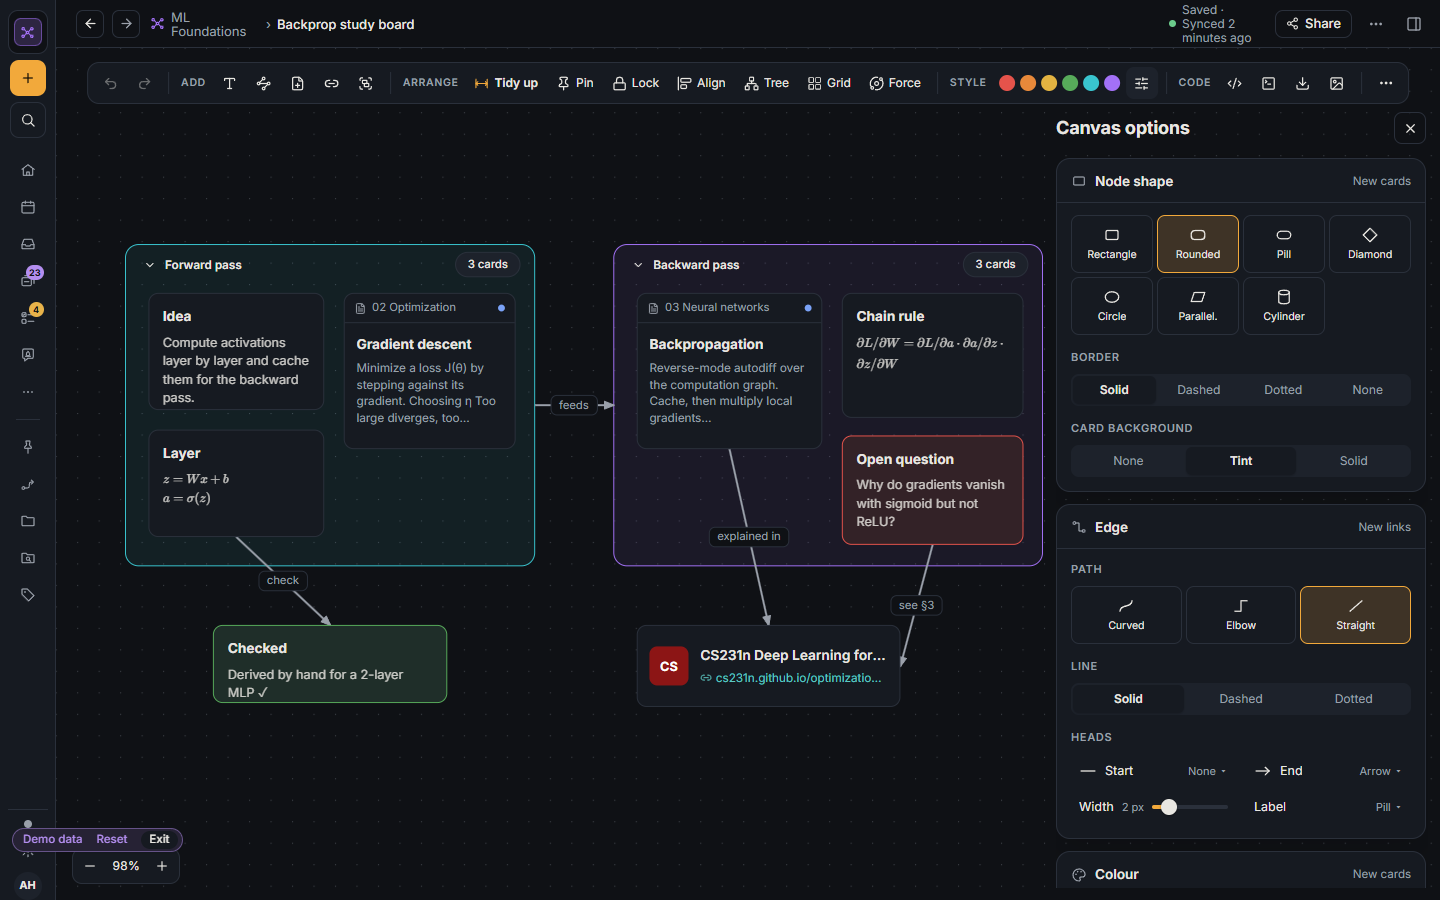 ML
Foundations
› Backprop study board
Saved ·
Synced 2
minutes ago
Share
ADD
ARRANGE
Tidy up
Pin
Lock
Align
Tree
Grid
Force
STYLE
CODE
23
4
Canvas options
Node shape
New cards
Rectangle
Rounded
Pill
Diamond
Circle
Parallel.
Cylinder
BORDER
Solid
Dashed
Dotted
None
CARD BACKGROUND
None
Tint
Solid
Edge
New links
PATH
Curved
Elbow
Straight
LINE
Solid
Dashed
Dotted
HEADS
Start
None
End
Arrow
Width
2 px
Label
Pill
Colour
New cards
Forward pass
3 cards
Idea
Compute activations
layer by layer and cache
them for the backward
pass.
02 Optimization
Gradient descent
Minimize a loss J(θ) by
stepping against its
gradient. Choosing η Too
large diverges, too...
Layer
z = Wx + b
a = σ(z)
feeds
Backward pass
3 cards
03 Neural networks
Backpropagation
Reverse-mode autodiff over
the computation graph.
Cache, then multiply local
gradients...
Chain rule
∂L/∂W = ∂L/∂a · ∂a/∂z ·
∂z/∂W
Open question
Why do gradients vanish
with sigmoid but not
ReLU?
explained in
check
see §3
Checked
Derived by hand for a 2-layer
MLP ✓
CS
CS231n Deep Learning for...
cs231n.github.io/optimizatio...
Demo data
Reset
Exit
98%
AH